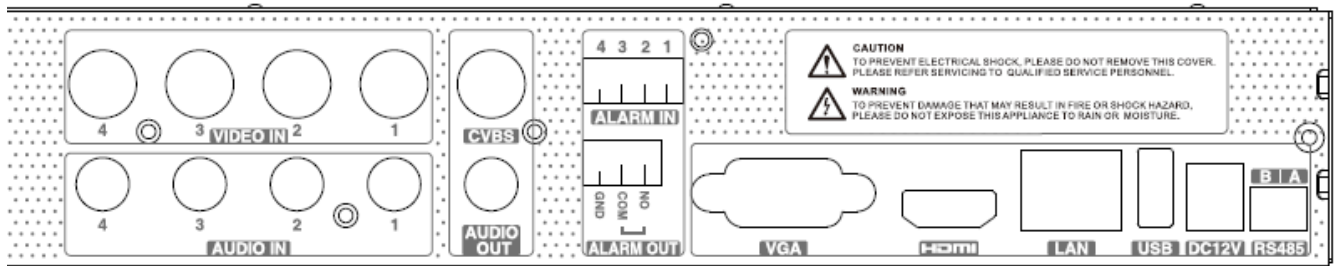 4 3 2 1
VIDEO IN
4 3 2 1
AUDIO IN
CVBS
AUDIO
OUT
4 3 2 1
ALARM IN
GND COM NO
ALARM OUT
CAUTION
TO PREVENT ELECTRICAL SHOCK, PLEASE DO NOT REMOVE THIS COVER.
PLEASE REFER SERVICING TO QUALIFIED SERVICE PERSONNEL.
WARNING
TO PREVENT DAMAGE THAT MAY RESULT IN FIRE OR SHOCK HAZARD,
PLEASE DO NOT EXPOSE THIS APPLIANCE TO RAIN OR MOISTURE.
VGA
HDMI
LAN
USB
DC12V
B A
RS485